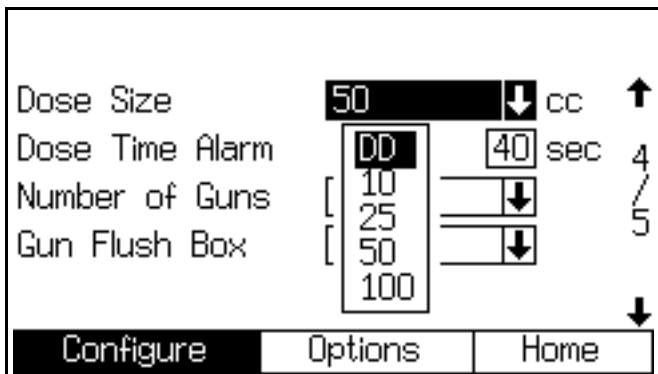 Dose Size 50 cc
Dose Time Alarm 40 sec
Number of Guns
Gun Flush Box
DD
10
25
50
100
4/5
Configure Options Home